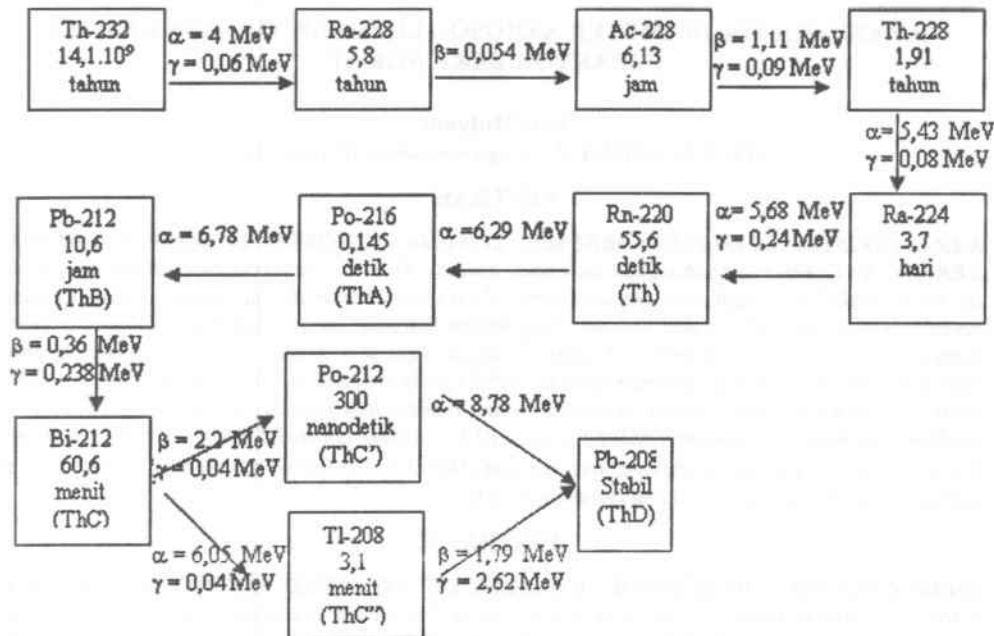 Th-232
14,1.10⁹
tahun
α = 4 MeV
γ = 0,06 MeV
Ra-228
5,8
tahun
β= 0,054 MeV
Ac-228
6,13
jam
β = 1,11 MeV
γ= 0,09 MeV
Th-228
1,91
tahun
α= 5,43 MeV
γ= 0,08 MeV
Ra-224
3,7
hari
α= 5,68 MeV
γ= 0,24 MeV
Rn-220
55,6
detik
(Th)
α =6,29 MeV
Po-216
0,145
detik
(ThA)
α =6,78 MeV
Pb-212
10,6
jam
(ThB)
β = 0,36 MeV
γ= 0,238 MeV
Bi-212
60,6
menit
(ThC)
β = 2,2 MeV
γ= 0,04 MeV
Po-212
300
nanodetik
(ThC')
α =8,78 MeV
α = 6,05 MeV
γ= 0,04 MeV
Tl-208
3,1
menit
(ThC'')
β = 1,79 MeV
γ = 2,62 MeV
Pb-208
Stabil
(ThD)